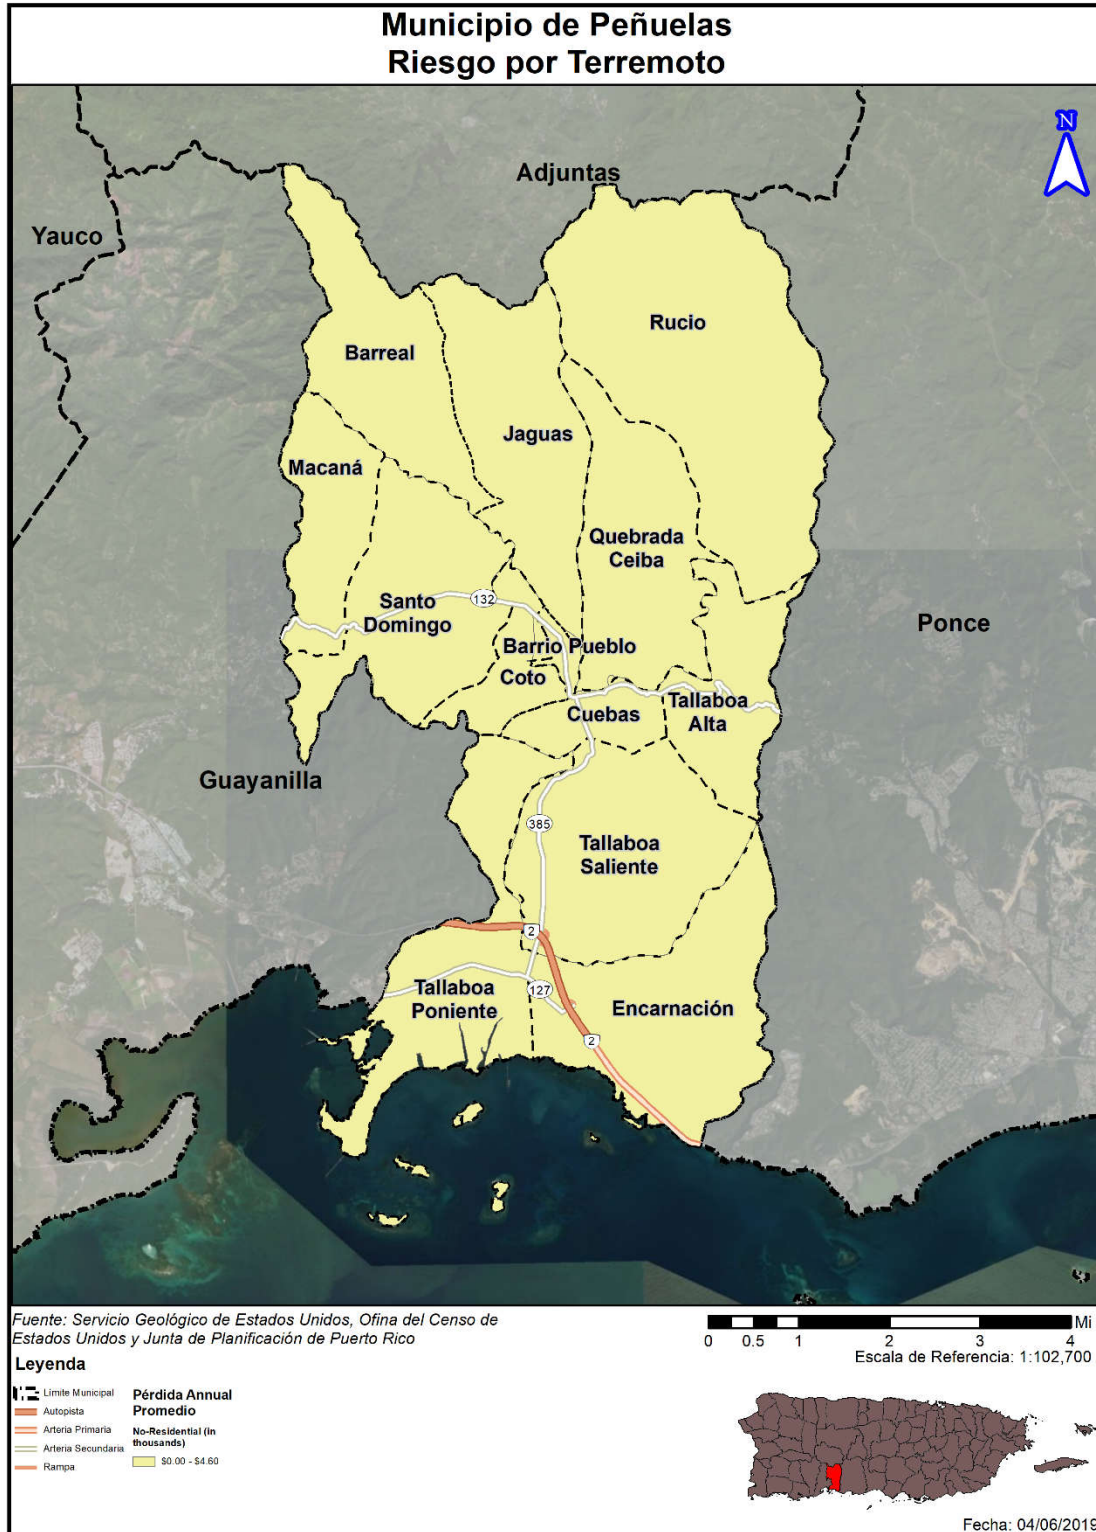 Municipio de Peñuelas
Riesgo por Terremoto
N
Adjuntas
Yauco
Rucio
Barreal
Jaguas
Macaná
Quebrada
Ceiba
132
Santo
Domingo
Ponce
Barrio Pueblo
Coto
Tallaboa
Alta
Cuebas
Guayanilla
385
Tallaboa
Saliente
2
Tallaboa
Poniente
127
Encarnación
2
Fuente: Servicio Geológico de Estados Unidos, Ofina del Censo de
Estados Unidos y Junta de Planificación de Puerto Rico
Mi
0 0.5 1 2 3 4
Escala de Referencia: 1:102,700
Leyenda
Límite Municipal
Autopista
Arteria Primaria
Arteria Secundaria
Rampa
Pérdida Annual
Promedio
No-Residential (in
thousands)
$0.00 - $4.60
Fecha: 04/06/2019